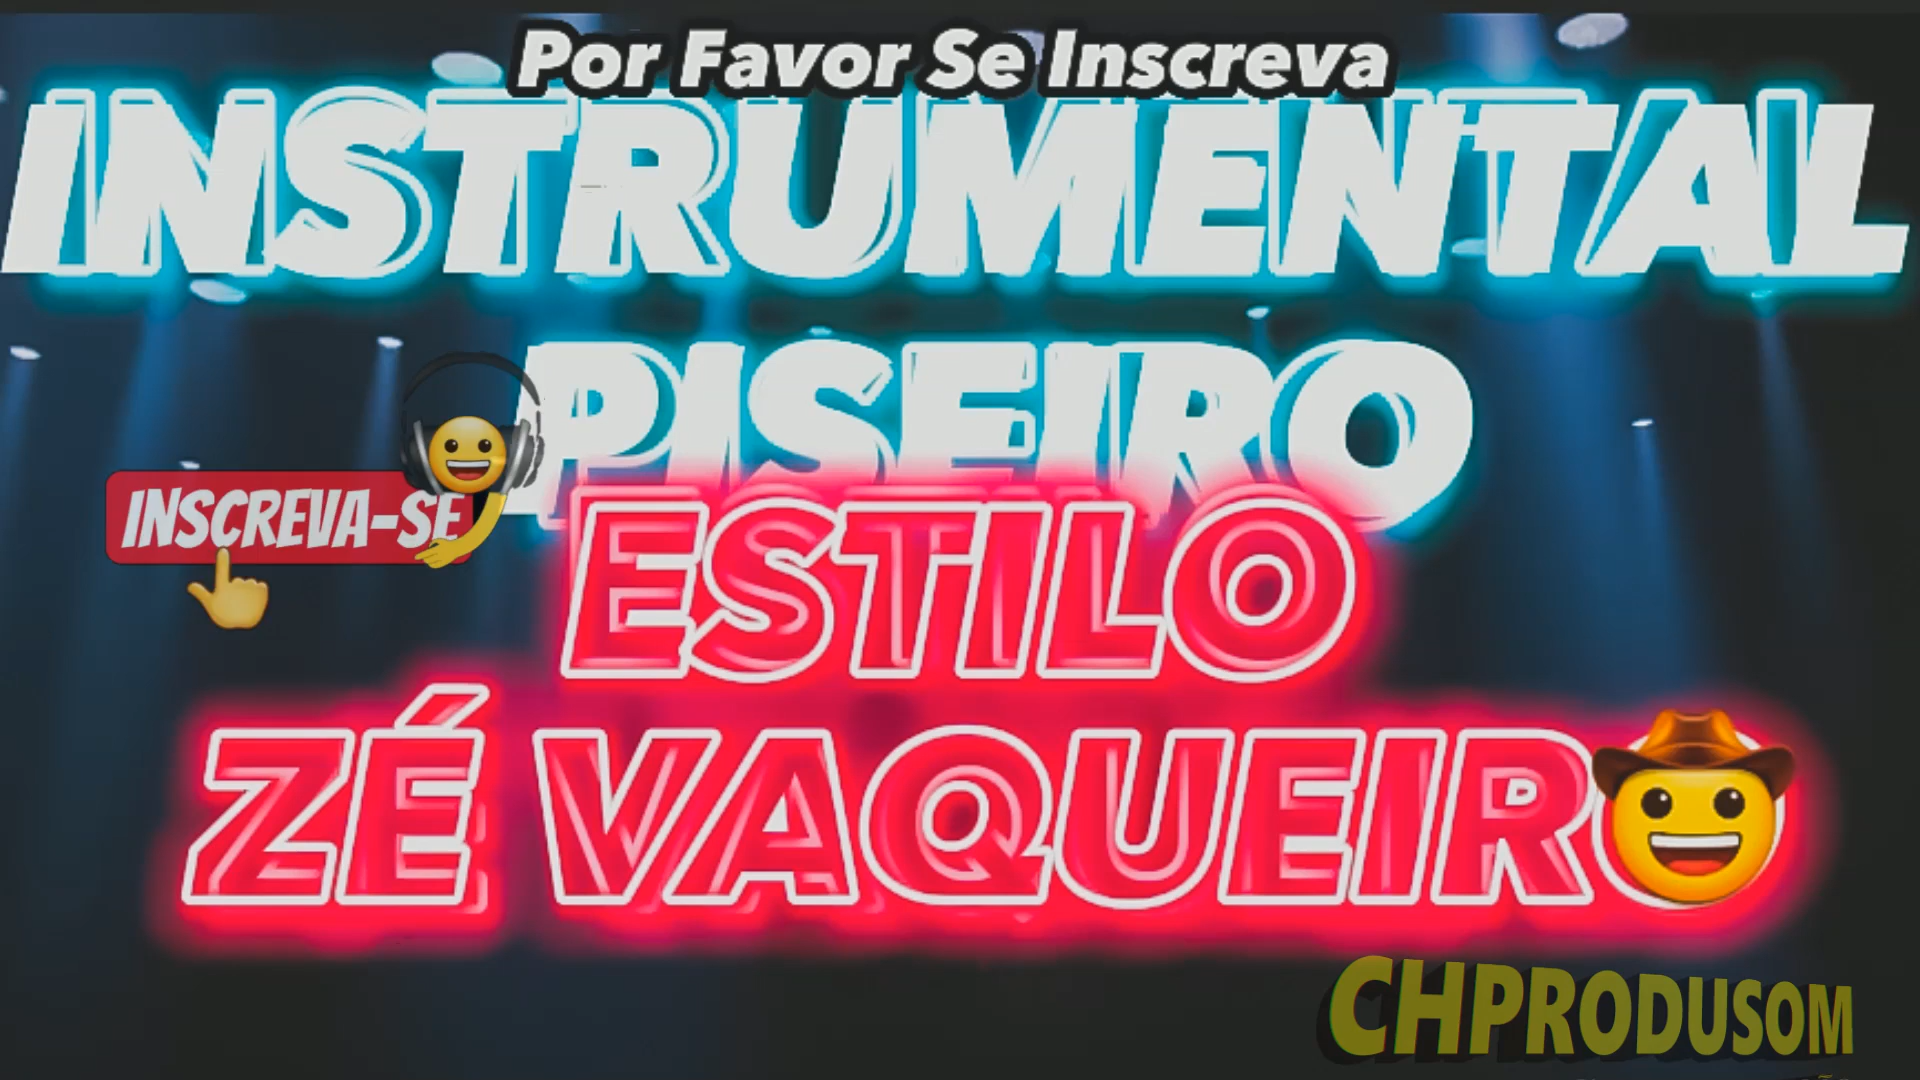 Por Favor Se Inscreva
INSTRUMENTAL
PISEIRO
INSCREVA-SE
ESTILO
ZÉ VAQUEIRO
CHPRODUSOM